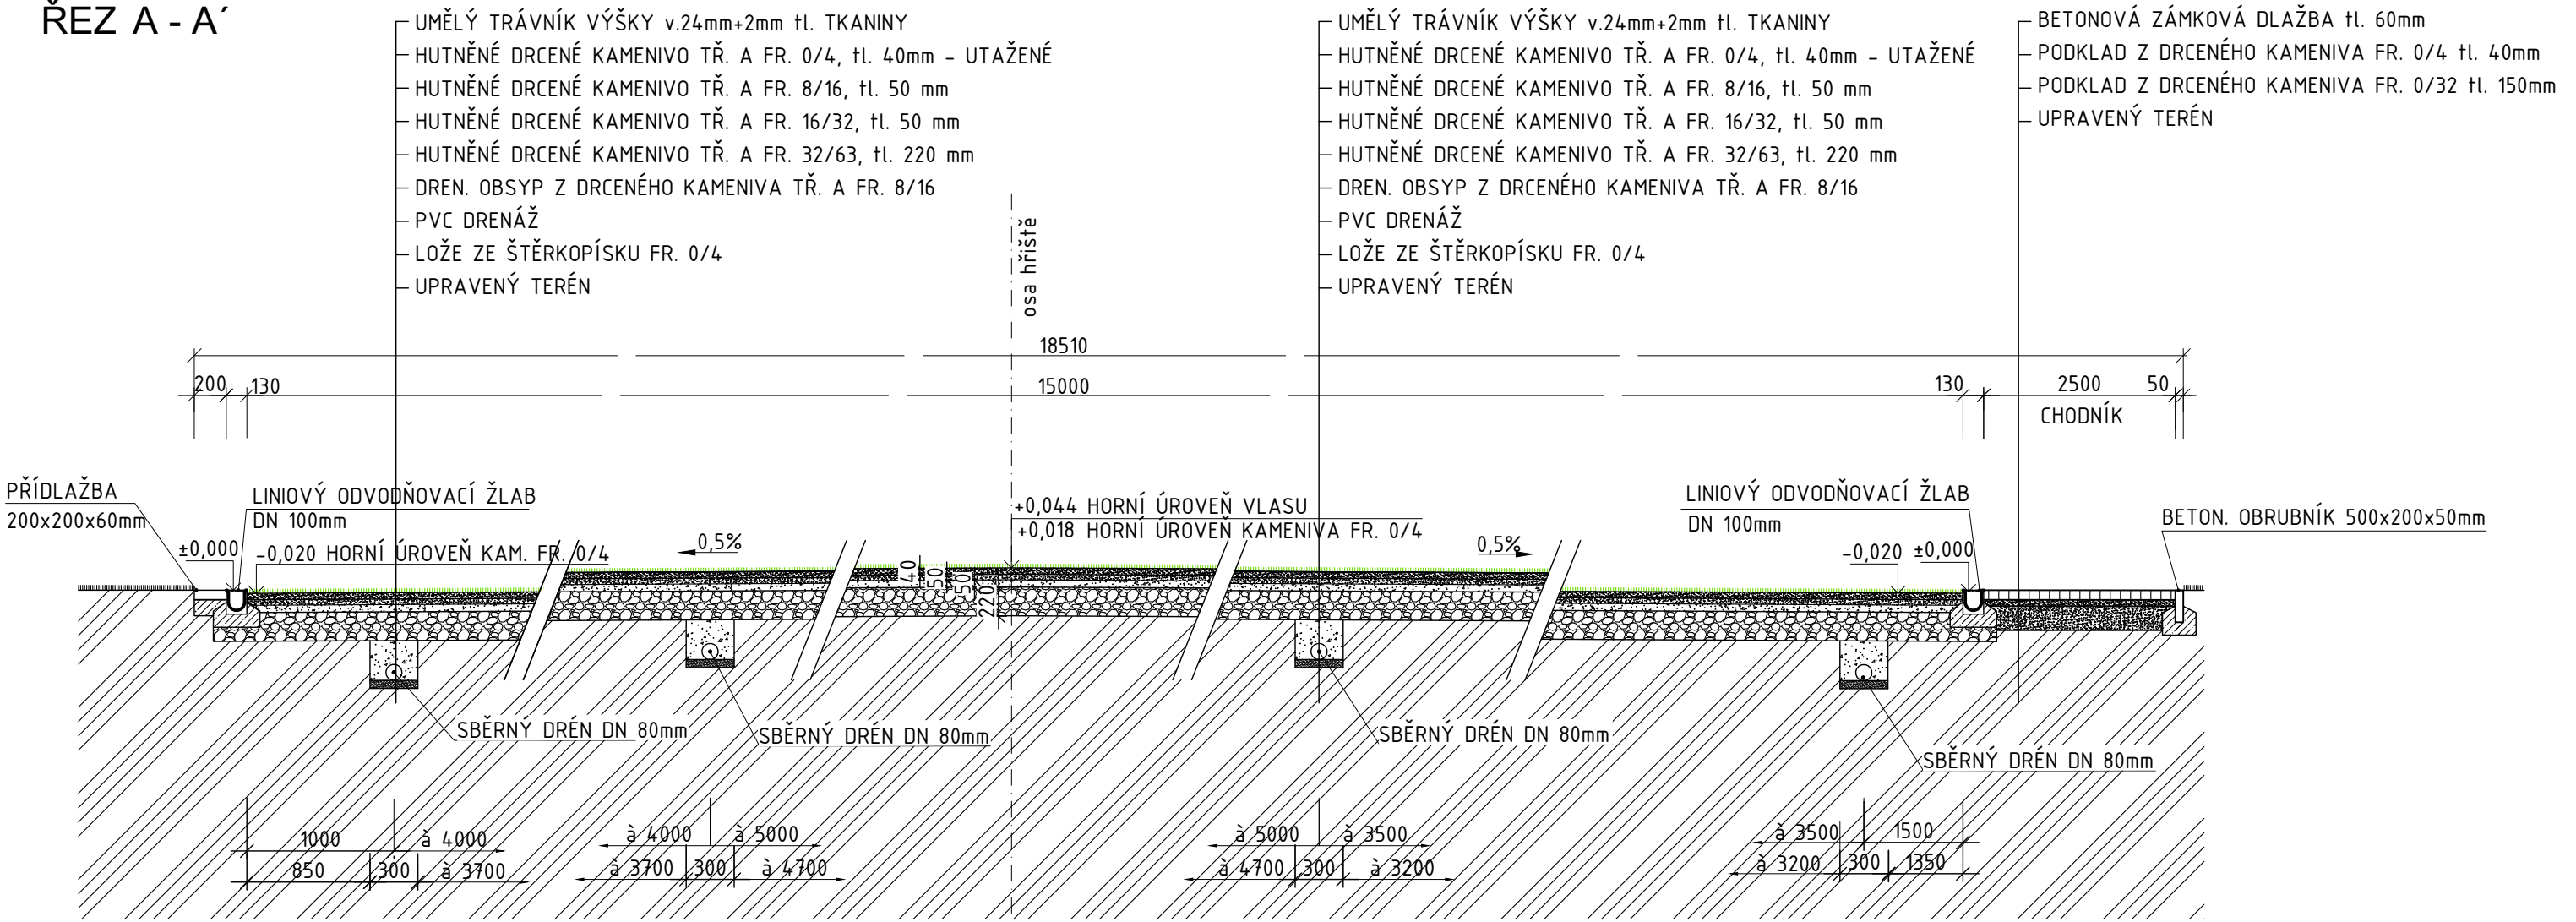 ŘEZ A - A´
UMĚLÝ TRÁVNÍK VÝŠKY v.24mm+2mm tl. TKANINY
HUTNĚNÉ DRCENÉ KAMENIVO TŘ. A FR. 0/4, tl. 40mm - UTAŽENÉ
HUTNĚNÉ DRCENÉ KAMENIVO TŘ. A FR. 8/16, tl. 50 mm
HUTNĚNÉ DRCENÉ KAMENIVO TŘ. A FR. 16/32, tl. 50 mm
HUTNĚNÉ DRCENÉ KAMENIVO TŘ. A FR. 32/63, tl. 220 mm
DREN. OBSYP Z DRCENÉHO KAMENIVA TŘ. A FR. 8/16
PVC DRENÁŽ
LOŽE ZE ŠTĚRKOPÍSKU FR. 0/4
UPRAVENÝ TERÉN
osa hřiště
UMĚLÝ TRÁVNÍK VÝŠKY v.24mm+2mm tl. TKANINY
HUTNĚNÉ DRCENÉ KAMENIVO TŘ. A FR. 0/4, tl. 40mm - UTAŽENÉ
HUTNĚNÉ DRCENÉ KAMENIVO TŘ. A FR. 8/16, tl. 50 mm
HUTNĚNÉ DRCENÉ KAMENIVO TŘ. A FR. 16/32, tl. 50 mm
HUTNĚNÉ DRCENÉ KAMENIVO TŘ. A FR. 32/63, tl. 220 mm
DREN. OBSYP Z DRCENÉHO KAMENIVA TŘ. A FR. 8/16
PVC DRENÁŽ
LOŽE ZE ŠTĚRKOPÍSKU FR. 0/4
UPRAVENÝ TERÉN
BETONOVÁ ZÁMKOVÁ DLAŽBA tl. 60mm
PODKLAD Z DRCENÉHO KAMENIVA FR. 0/4 tl. 40mm
PODKLAD Z DRCENÉHO KAMENIVA FR. 0/32 tl. 150mm
UPRAVENÝ TERÉN
18510
200 130 15000 130 2500 50
CHODNÍK
PŘÍDLAŽBA
200x200x60mm
LINIOVÝ ODVODŇOVACÍ ŽLAB
DN 100mm
±0,000
-0,020 HORNÍ ÚROVEŇ KAM. FR. 0/4
0,5%
+0,044 HORNÍ ÚROVEŇ VLASU
+0,018 HORNÍ ÚROVEŇ KAMENIVA FR. 0/4
0,5%
LINIOVÝ ODVODŇOVACÍ ŽLAB
DN 100mm
-0,020 ±0,000
BETON. OBRUBNÍK 500x200x50mm
40
50
50
220
SBĚRNÝ DRÉN DN 80mm
SBĚRNÝ DRÉN DN 80mm
SBĚRNÝ DRÉN DN 80mm
SBĚRNÝ DRÉN DN 80mm
1000 à 4000
850 300 à 3700
à 4000 à 5000
à 3700 300 à 4700
à 5000 à 3500
à 4700 300 à 3200
à 3500 1500
à 3200 300 1350